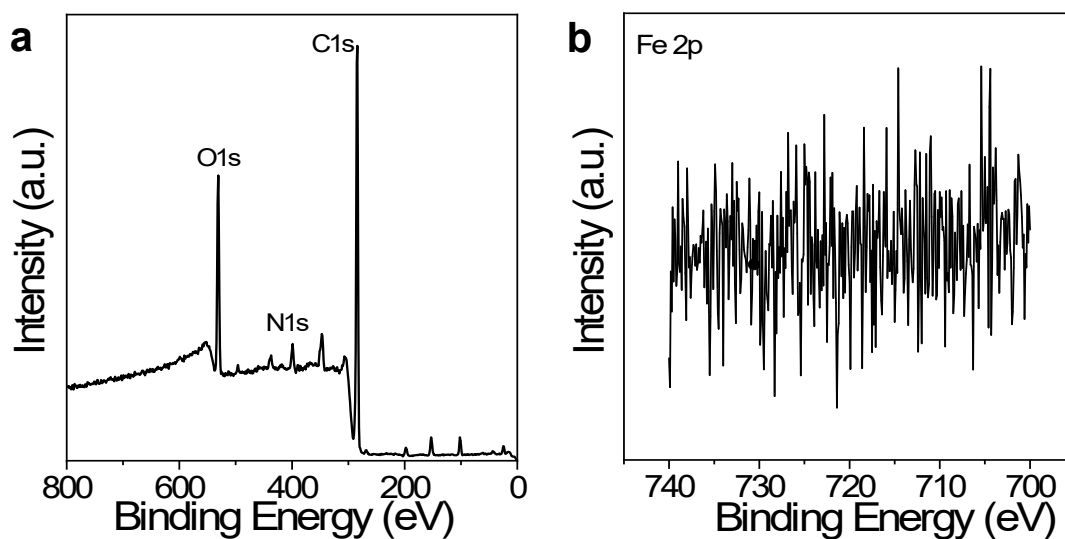 a
C1s
O1s
N1s
Intensity (a.u.)
800
600
400
200
0
Binding Energy (eV)
b
Fe 2p
Intensity (a.u.)
740
730
720
710
700
Binding Energy (eV)